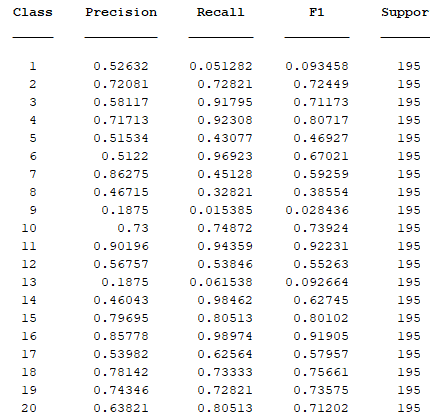 Class Precision Recall F1 Suppor
1 0.52632 0.051282 0.093458 195
2 0.72081 0.72821 0.72449 195
3 0.58117 0.91795 0.71173 195
4 0.71713 0.92308 0.80717 195
5 0.51534 0.43077 0.46927 195
6 0.5122 0.96923 0.67021 195
7 0.86275 0.45128 0.59259 195
8 0.46715 0.32821 0.38554 195
9 0.1875 0.015385 0.028436 195
10 0.73 0.74872 0.73924 195
11 0.90196 0.94359 0.92231 195
12 0.56757 0.53846 0.55263 195
13 0.1875 0.061538 0.092664 195
14 0.46043 0.98462 0.62745 195
15 0.79695 0.80513 0.80102 195
16 0.85778 0.98974 0.91905 195
17 0.53982 0.62564 0.57957 195
18 0.78142 0.73333 0.75661 195
19 0.74346 0.72821 0.73575 195
20 0.63821 0.80513 0.71202 195